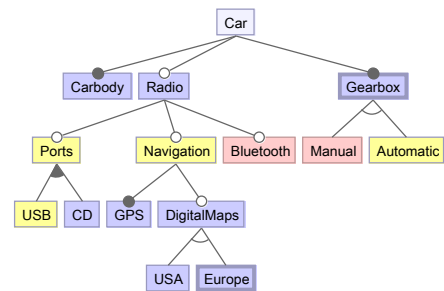 Car
Carbody Radio Gearbox
Ports Navigation Bluetooth Manual Automatic
USB CD GPS DigitalMaps
USA Europe